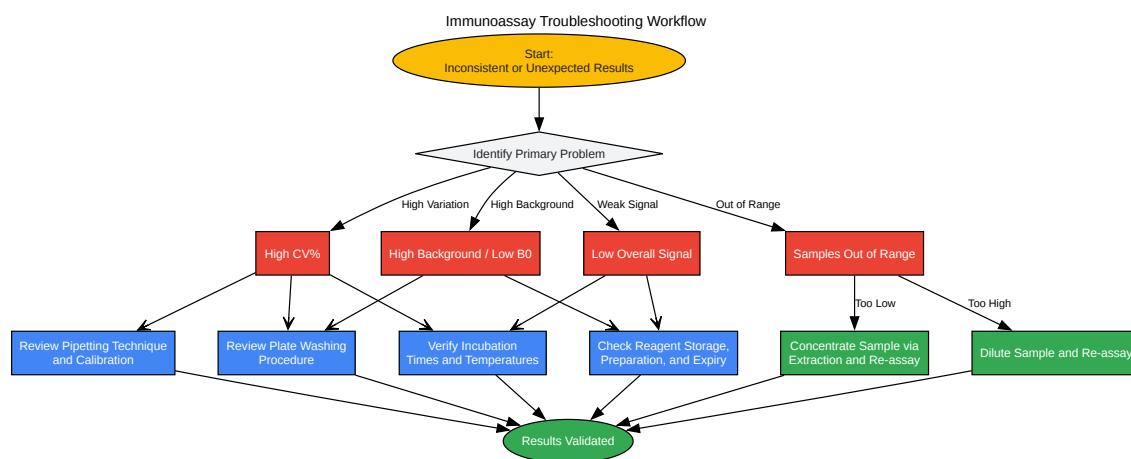 Immunoassay Troubleshooting Workflow
Start:
Inconsistent or Unexpected Results
Identify Primary Problem
High Variation
High Background
Weak Signal
Out of Range
High CV%
High Background / Low B0
Low Overall Signal
Samples Out of Range
Too Low
Too High
Review Pipetting Technique
and Calibration
Review Plate Washing
Procedure
Verify Incubation
Times and Temperatures
Check Reagent Storage,
Preparation, and Expiry
Concentrate Sample via
Extraction and Re-assay
Dilute Sample and Re-assay
Results Validated